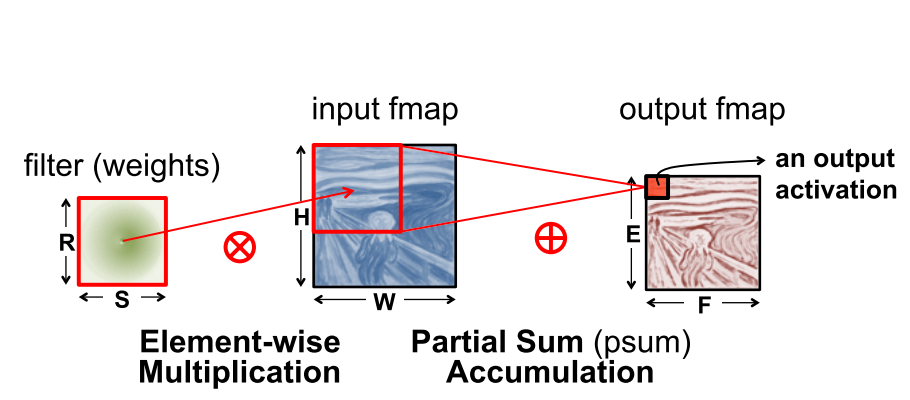 input fmap
output fmap
filter (weights)
an output
activation
R
S
H
W
E
F
Element-wise
Multiplication
Partial Sum (psum)
Accumulation